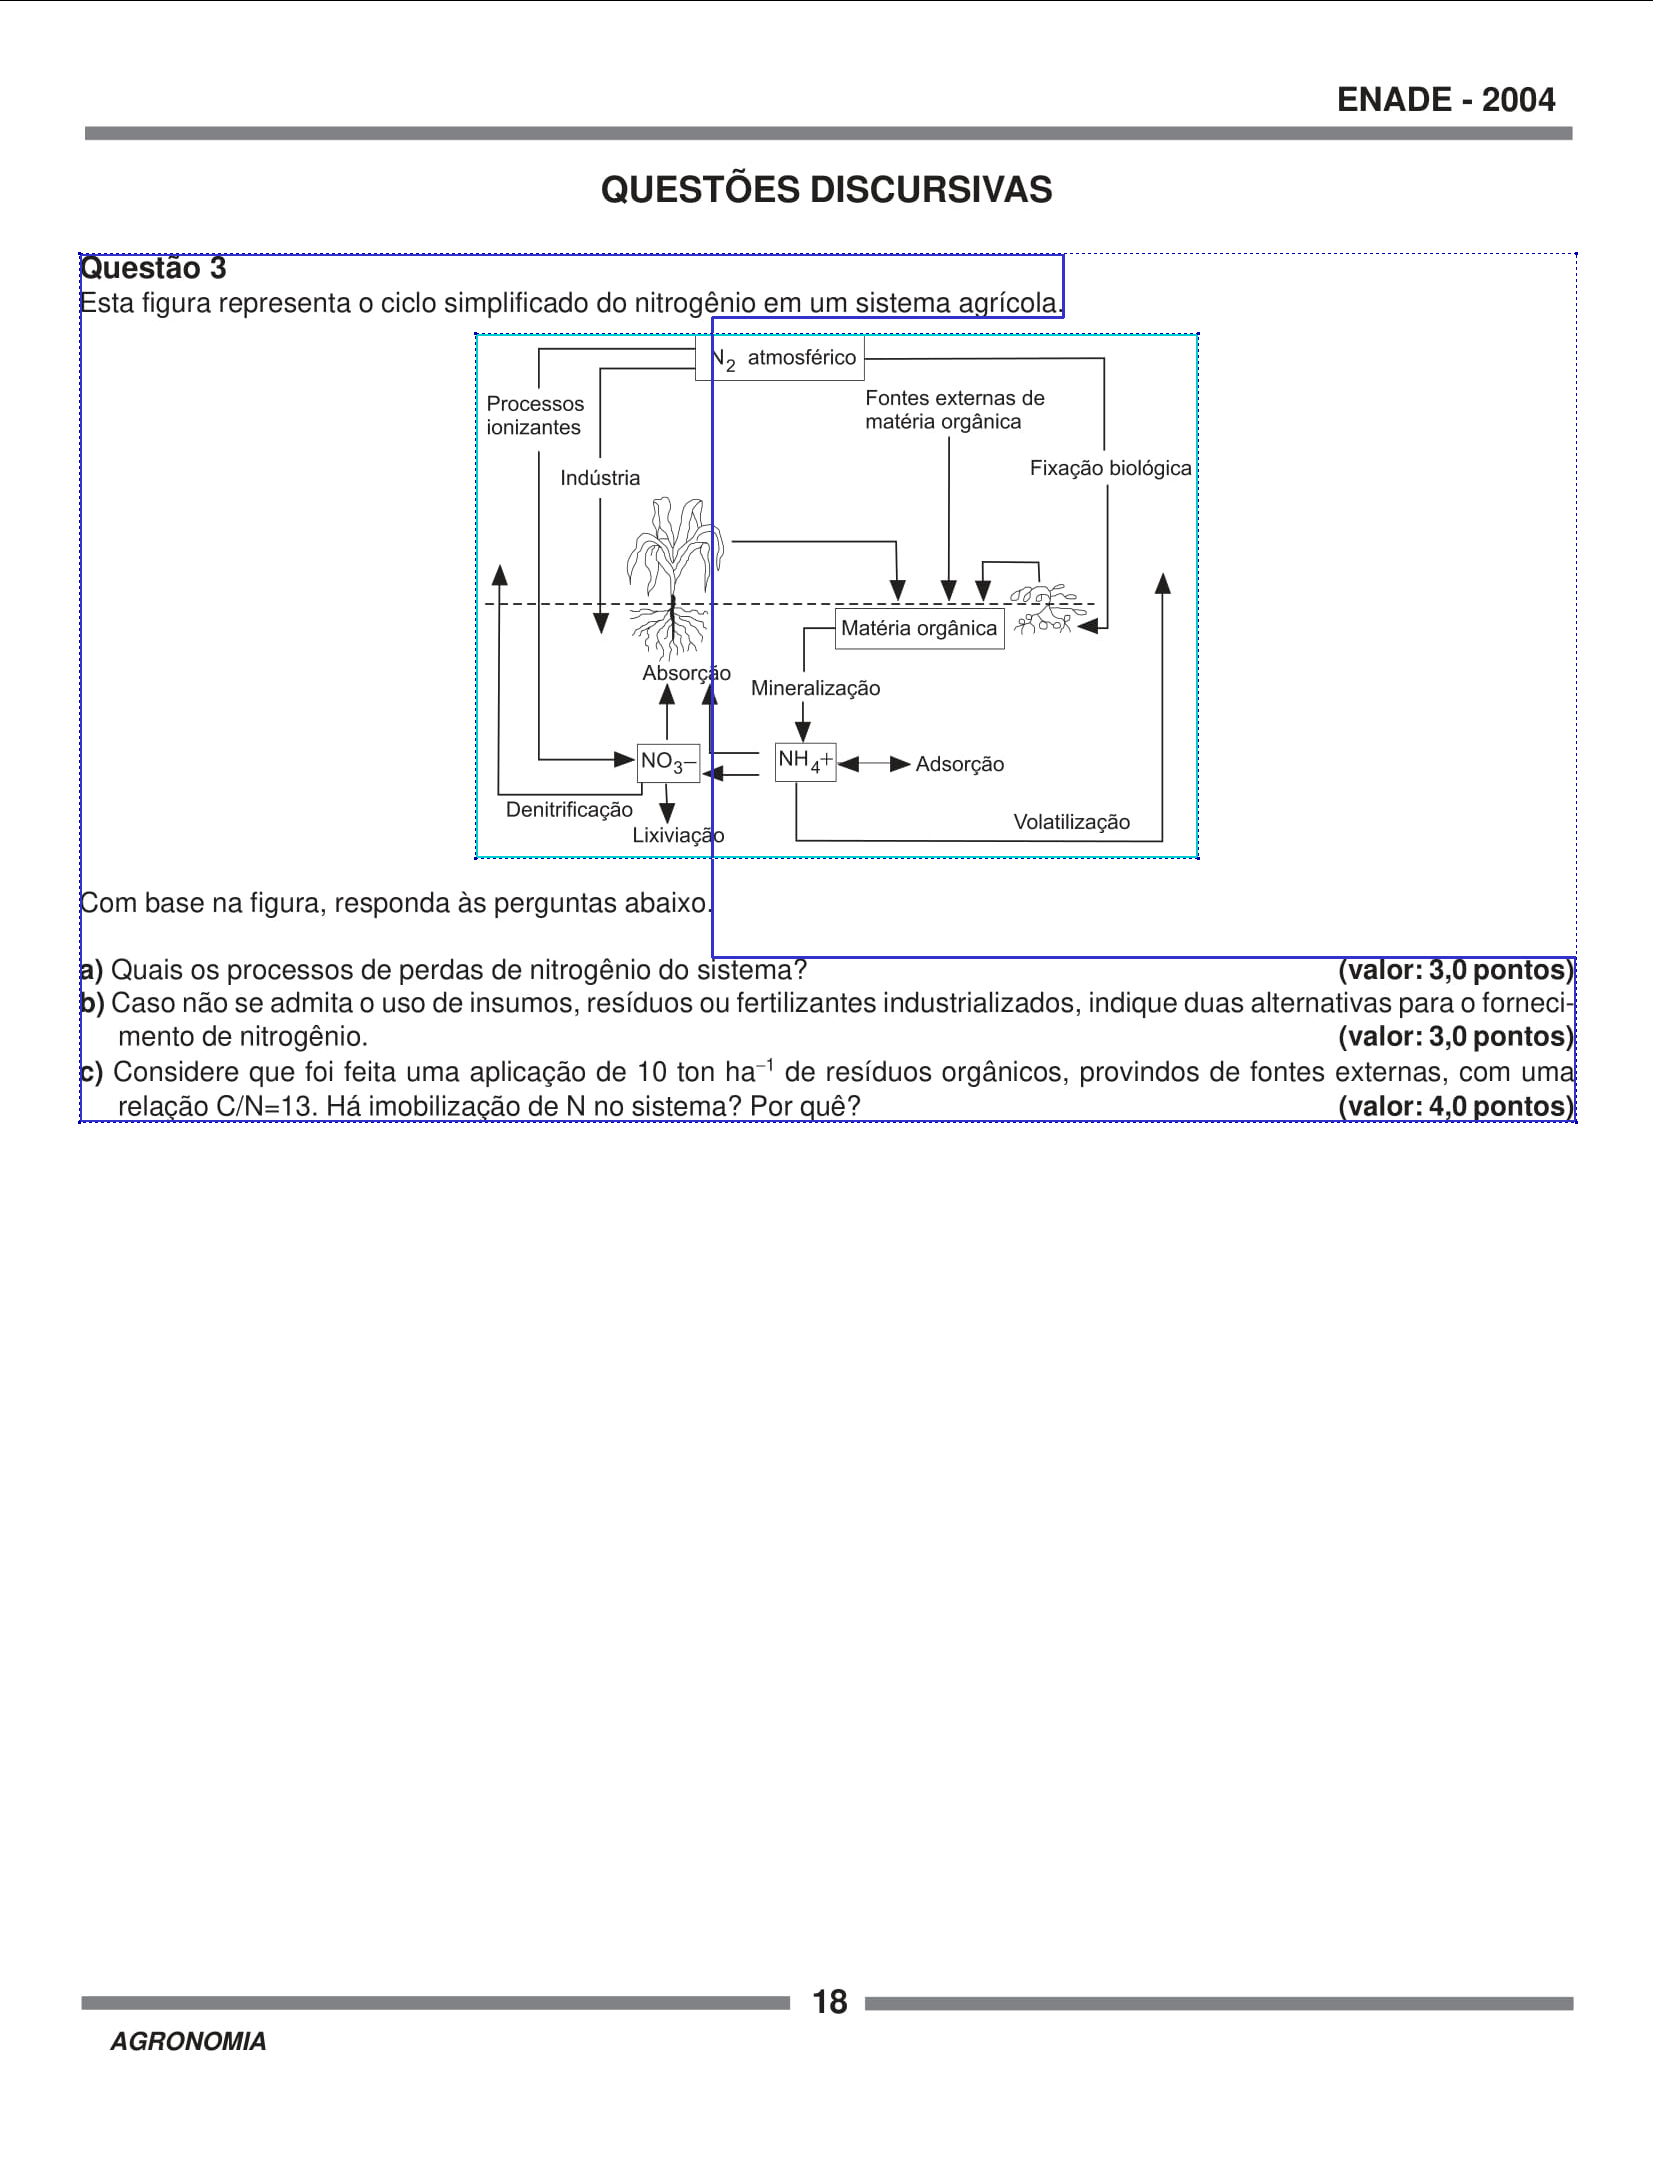 ENADE - 2004
QUESTÕES DISCURSIVAS
Questão 3
Esta figura representa o ciclo simplificado do nitrogênio em um sistema agrícola.
N2 atmosférico
Processos
ionizantes
Fontes externas de
matéria orgânica
Indústria
Fixação biológica
Matéria orgânica
Absorção
Mineralização
NO3–
NH4+
Adsorção
Denitrificação
Volatilização
Lixiviação
Com base na figura, responda às perguntas abaixo.
a) Quais os processos de perdas de nitrogênio do sistema? (valor: 3,0 pontos)
b) Caso não se admita o uso de insumos, resíduos ou fertilizantes industrializados, indique duas alternativas para o forneci-
mento de nitrogênio. (valor: 3,0 pontos)
c) Considere que foi feita uma aplicação de 10 ton ha–1 de resíduos orgânicos, provindos de fontes externas, com uma
relação C/N=13. Há imobilização de N no sistema? Por quê? (valor: 4,0 pontos)
18
AGRONOMIA